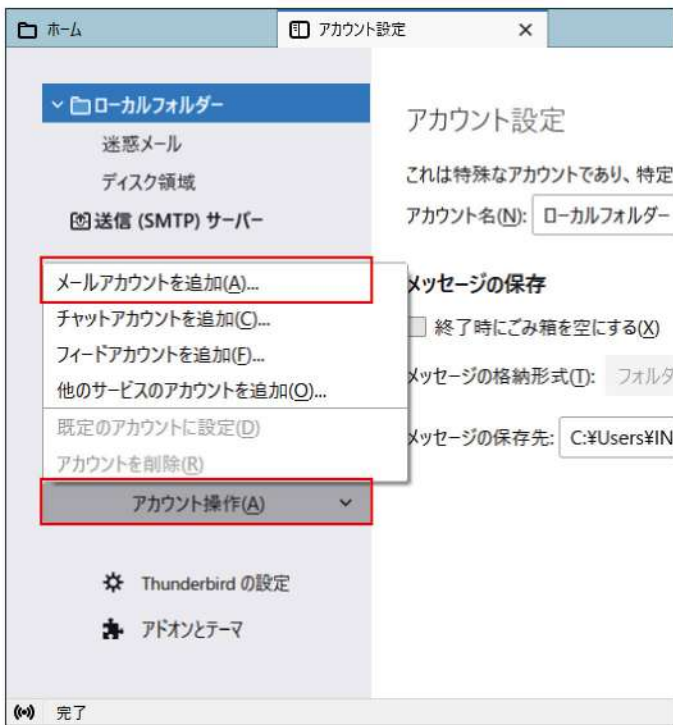 ホーム
アカウント設定
ローカルフォルダー
迷惑メール
ディスク領域
送信 (SMTP) サーバー
メールアカウントを追加(A)...
チャットアカウントを追加(C)...
フィードアカウントを追加(F)...
他のサービスのアカウントを追加(O)...
既定のアカウントに設定(D)
アカウントを削除(R)
アカウント操作(A)
Thunderbird の設定
アドオンとテーマ
アカウント設定
これは特殊なアカウントであり、特定
アカウント名(N): ローカルフォルダー
メッセージの保存
終了時にごみ箱を空にする(X)
メッセージの格納形式(T): フォルダ
メッセージの保存先: C:¥Users¥IN
完了